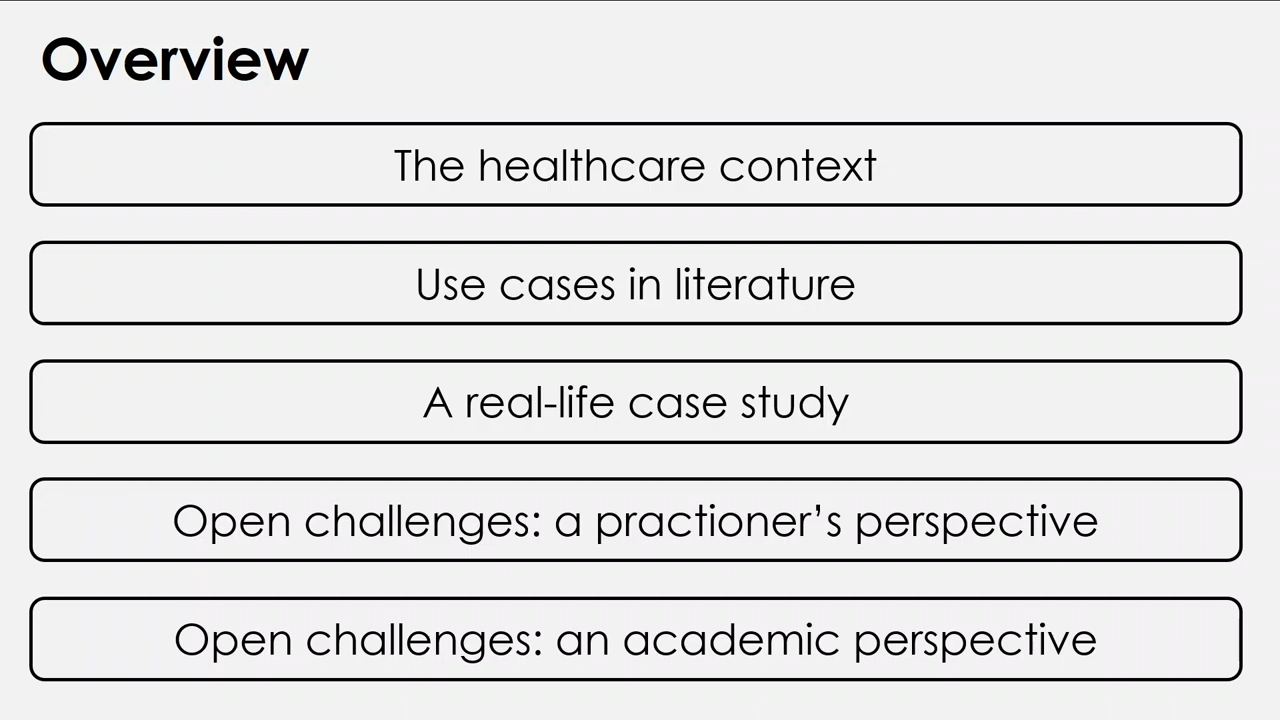 Overview
The healthcare context
Use cases in literature
A real-life case study
Open challenges: a practioner’s perspective
Open challenges: an academic perspective